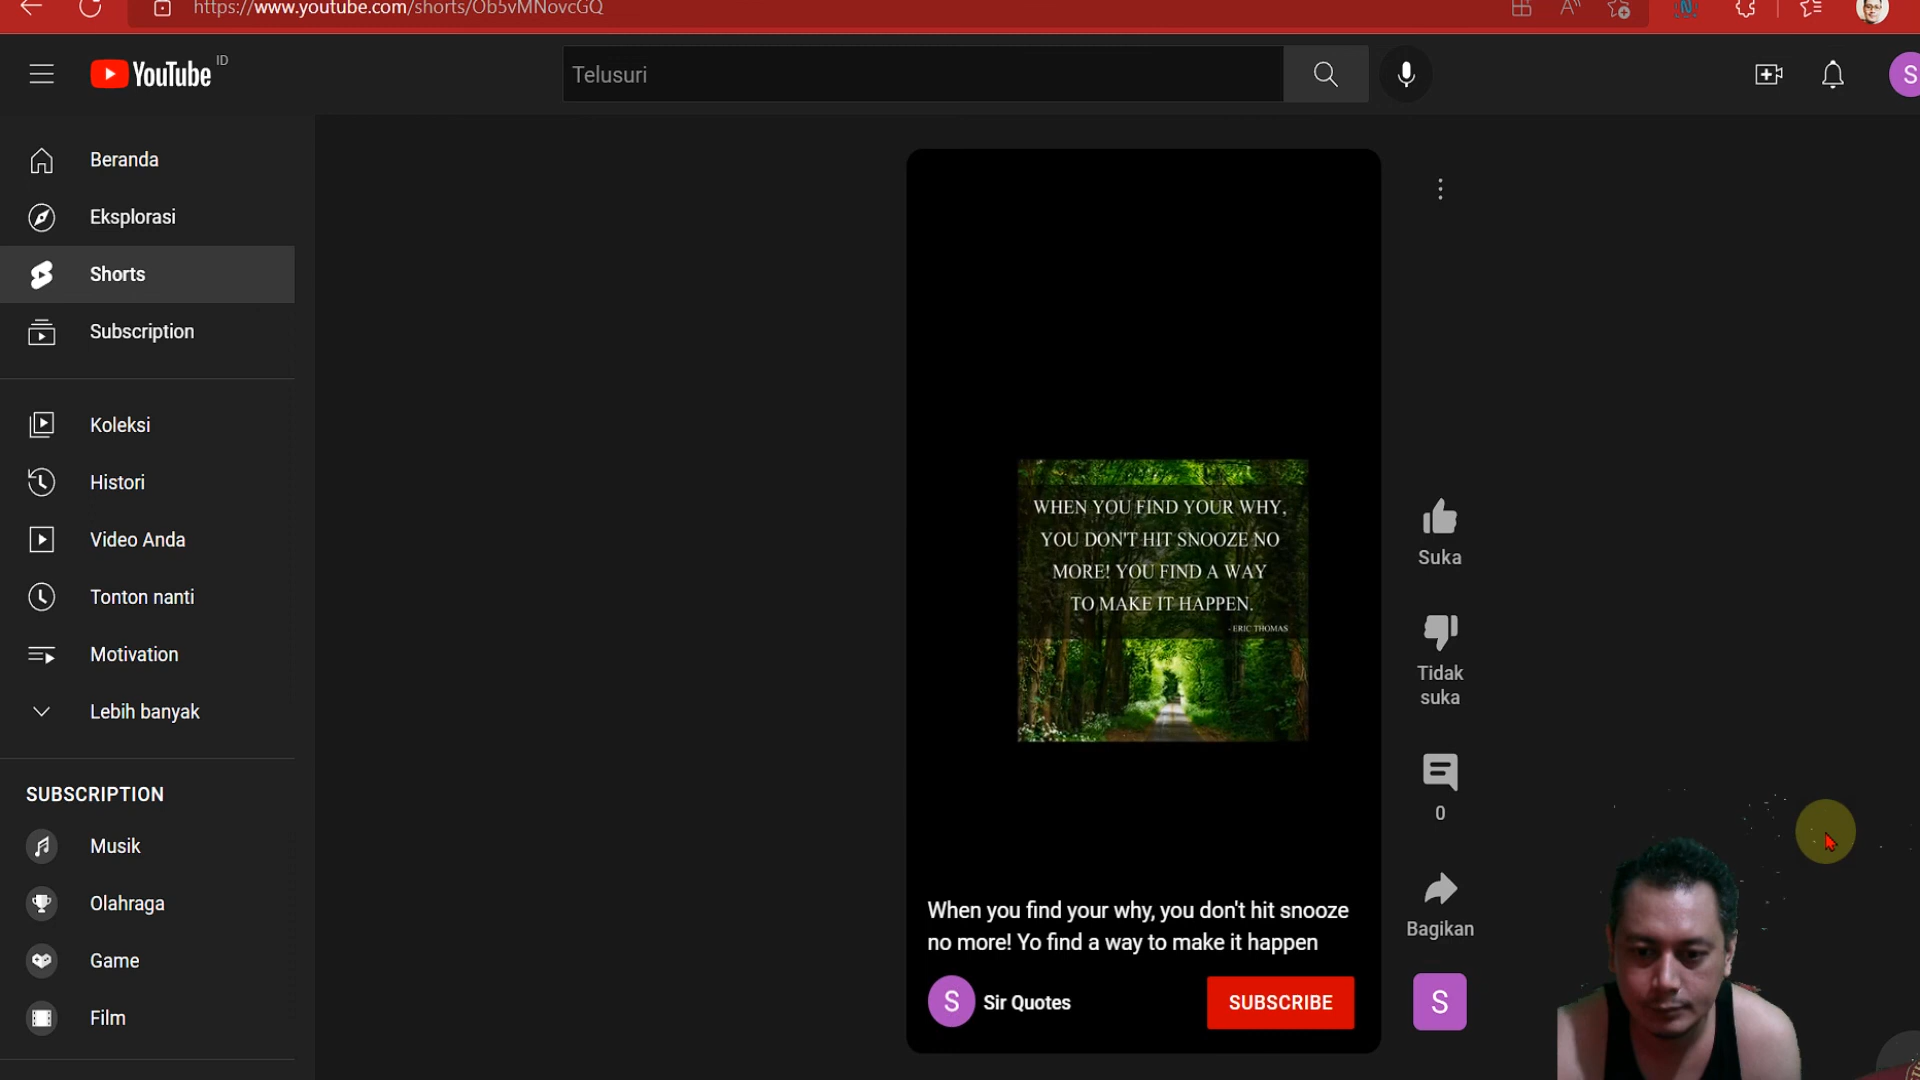 https://www.youtube.com/shorts/Ob5vMNovcGQ
YouTube ID
Telusuri
S
Beranda
Eksplorasi
Shorts
Subscription
Koleksi
Histori
Video Anda
Tonton nanti
Motivation
Lebih banyak
SUBSCRIPTION
Musik
Olahraga
Game
Film
WHEN YOU FIND YOUR WHY,
YOU DON'T HIT SNOOZE NO
MORE! YOU FIND A WAY
TO MAKE IT HAPPEN.
- ERIC THOMAS
When you find your why, you don't hit snooze
no more! Yo find a way to make it happen
S Sir Quotes
SUBSCRIBE
Suka
Tidak
suka
0
Bagikan
S